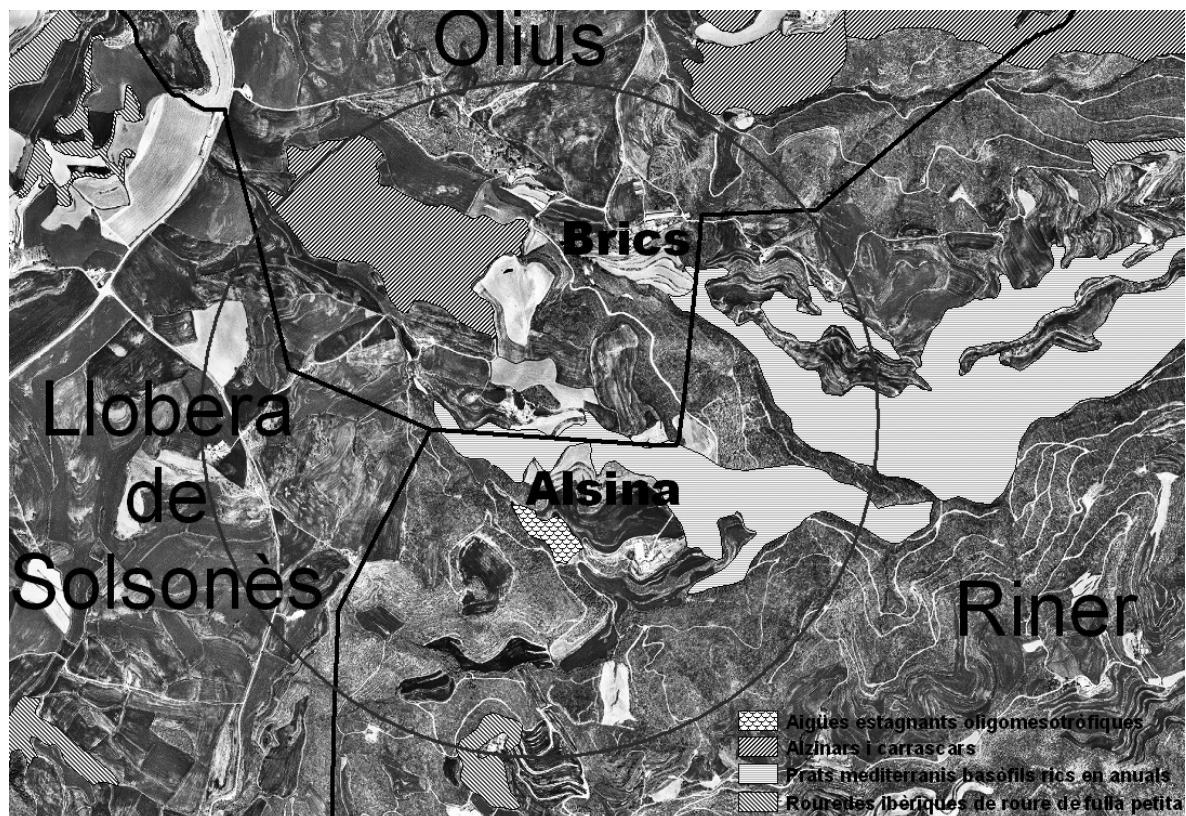 Olius
Brics
Llobera
de
Solsonès
Alsina
Riner
Aigües estagnants oligomesotròfiques
Alzinars i carrascars
Prats mediterranis basòfils rics en anuals
Rouredes ibèriques de roure de fulla petita